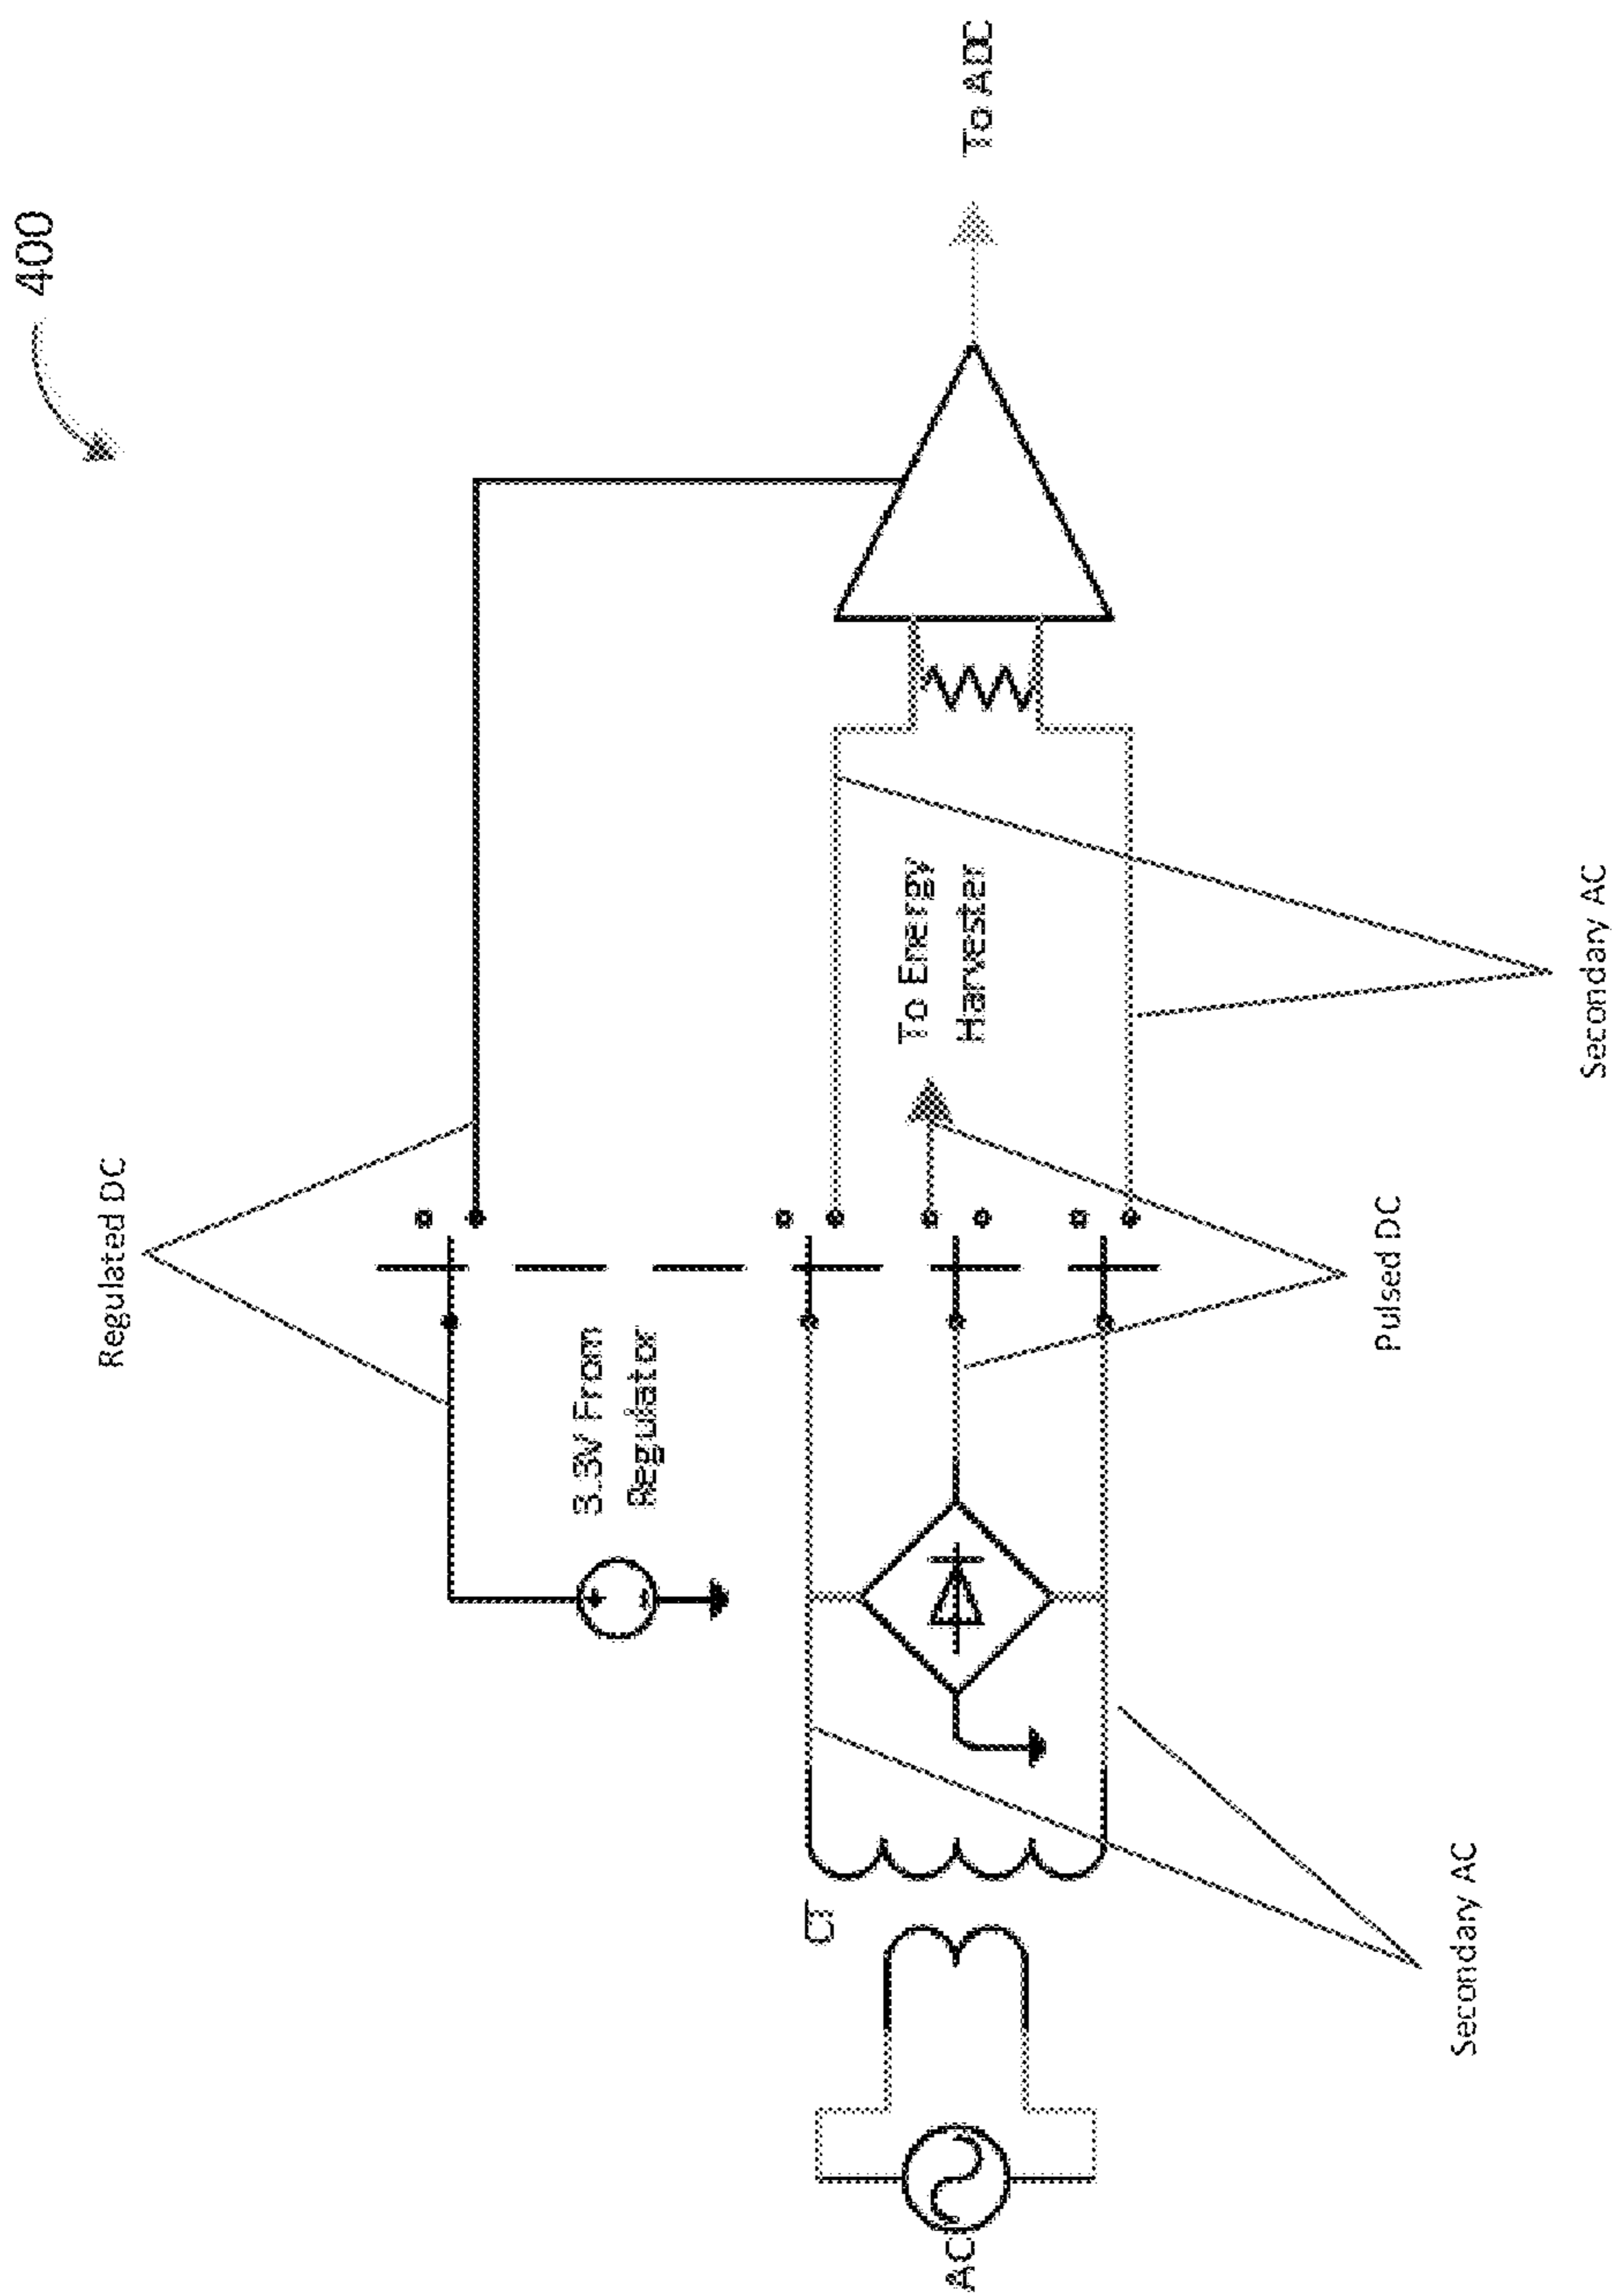 400
Regulated DC
3.3V From
Regulator
To Energy
Harvester
To ADC
AC
CT
Secondary AC
Pulsed DC
Secondary AC